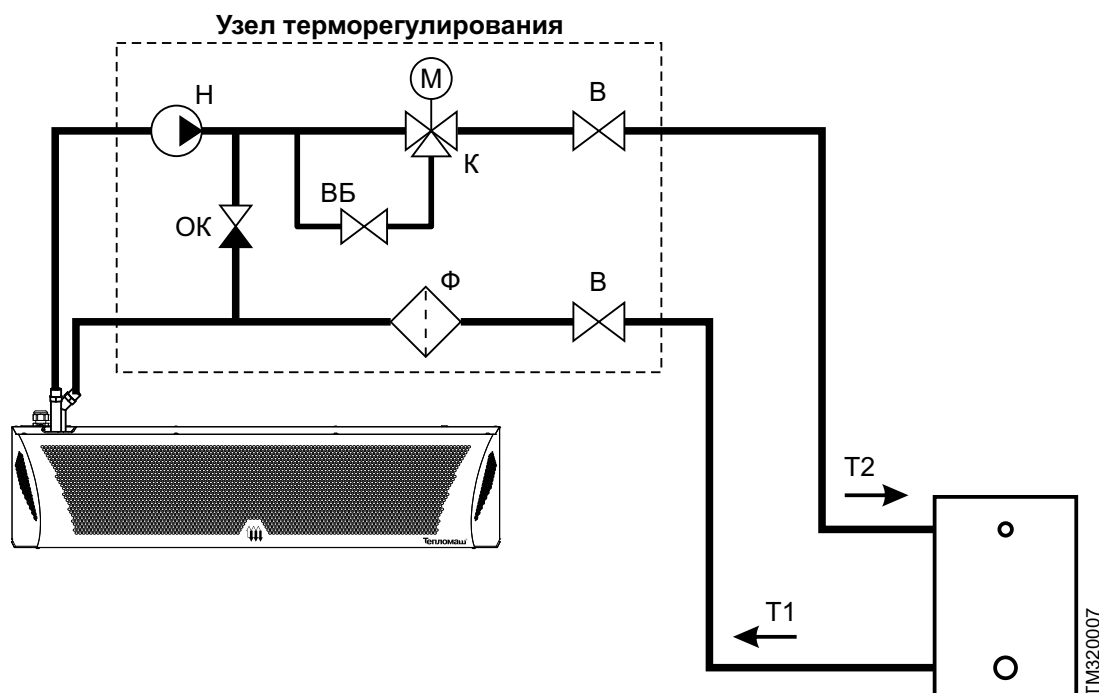 Узел терморегулирования
М
Н
В
К
ВБ
ОК
Ф
В
Т2
Тепломаш
Т1
TM320007